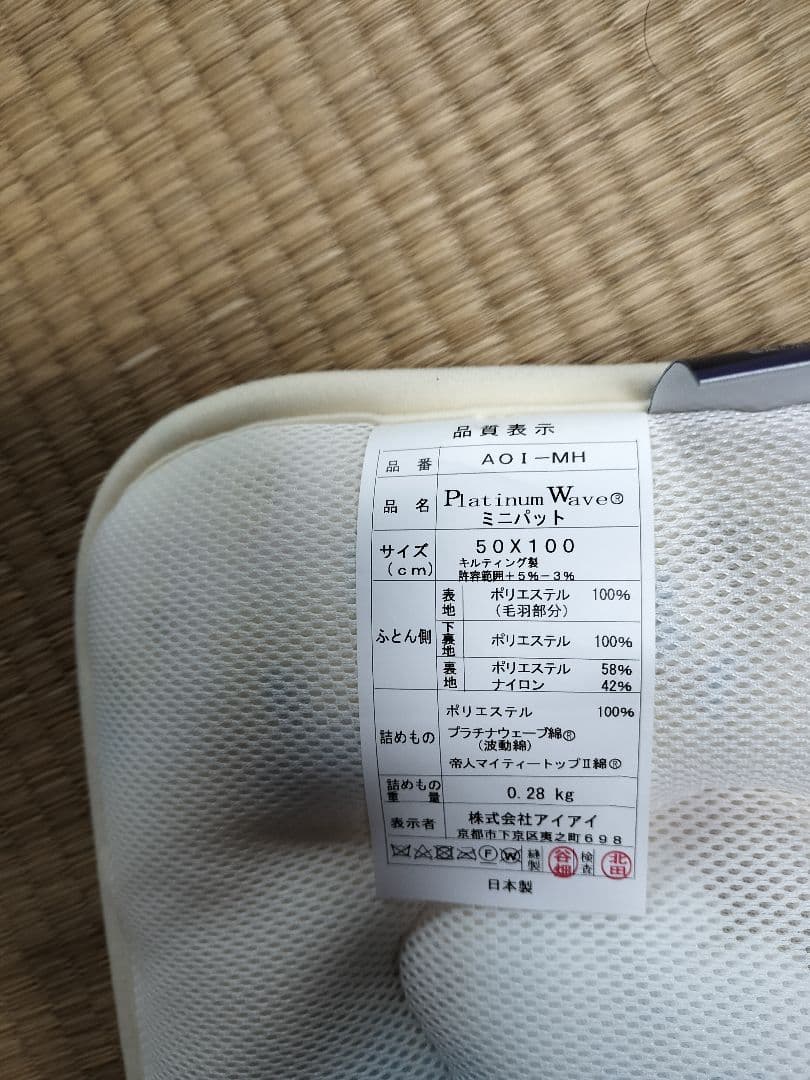 品質表示
品番 AOI-MH
品名 Platinum Wave®
ミニパット
サイズ(cm) 50X100
キルティング製
許容範囲+5%-3%
ふとん側
表地 ポリエステル 100%
(毛羽部分)
下裏地 ポリエステル 100%
裏地 ポリエステル 58%
ナイロン 42%
詰めもの ポリエステル 100%
プラチナウェーブ綿®
(波動綿)
帝人マイティートップⅡ綿®
詰めもの重量 0.28 kg
表示者 株式会社アイアイ
京都市下京区夷之町698
F W 縫製 検査 北田
日本製